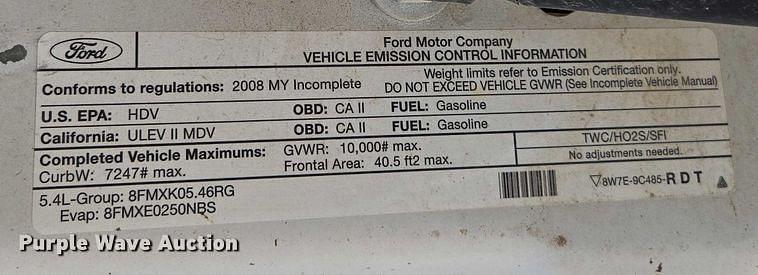 Ford
Ford Motor Company
VEHICLE EMISSION CONTROL INFORMATION
Conforms to regulations: 2008 MY Incomplete
Weight limits refer to Emission Certification only.
DO NOT EXCEED VEHICLE GVWR (See Incomplete Vehicle Manual)
U.S. EPA: HDV OBD: CA II FUEL: Gasoline
California: ULEV II MDV OBD: CA II FUEL: Gasoline
Completed Vehicle Maximums: GVWR: 10,000# max.
CurbW: 7247# max. Frontal Area: 40.5 ft2 max.
TWC/HO2S/SFI
No adjustments needed.
5.4L-Group: 8FMXK05.46RG
Evap: 8FMXE0250NBS
8W7E-9C485-RDT
Purple Wave Auction